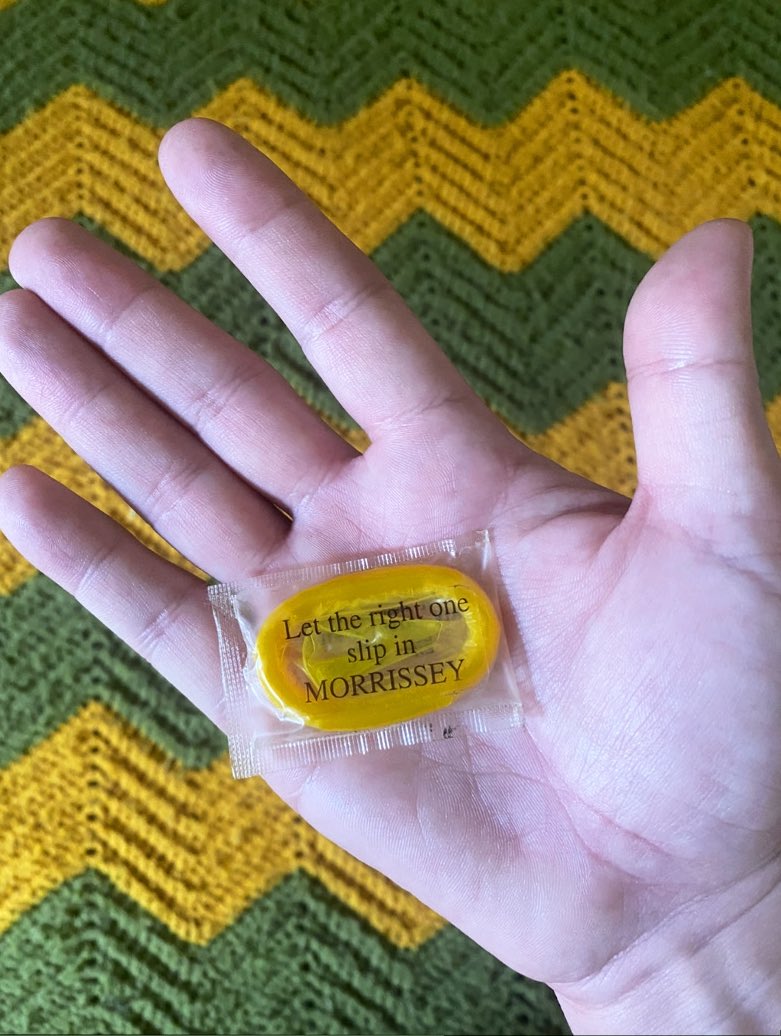 Let the right one
slip in
MORRISSEY